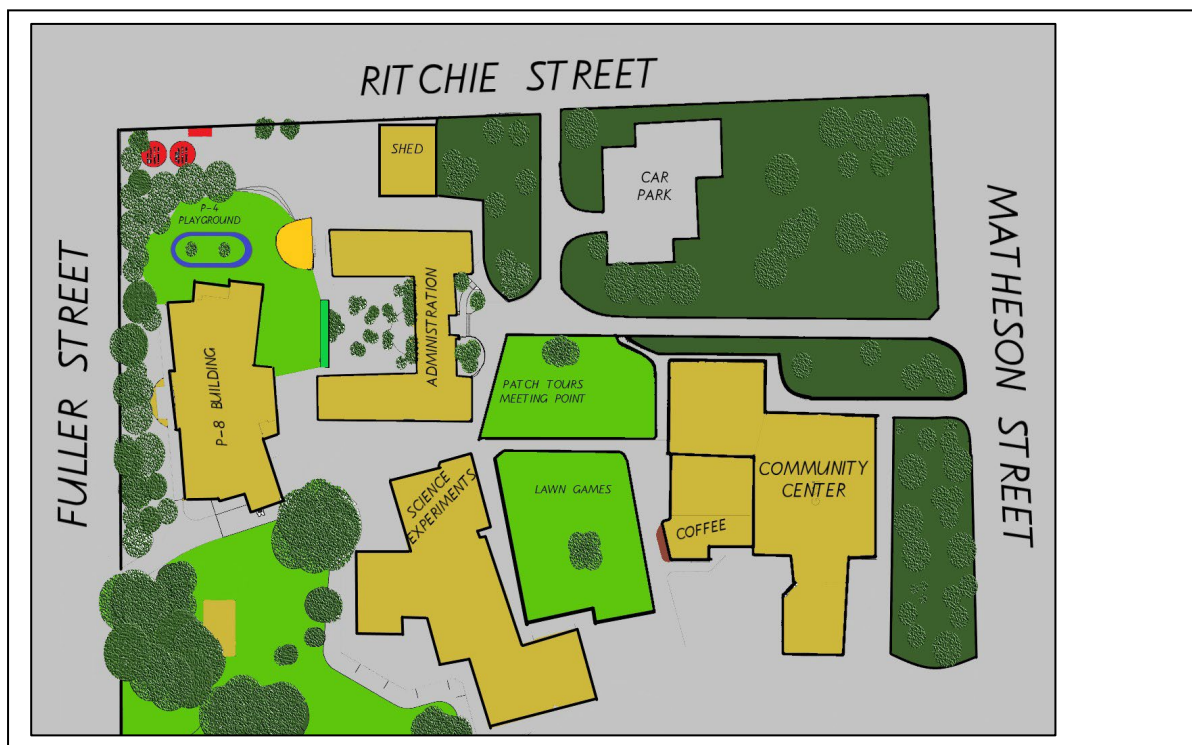 RITCHIE STREET
SHED
CAR
PARK
P-4
PLAYGROUND
FULLER STREET
MATHESON STREET
ADMINISTRATION
P-8 BUILDING
PATCH TOURS
MEETING POINT
SCIENCE
EXPERIMENTS
LAWN GAMES
COMMUNITY
CENTER
COFFEE